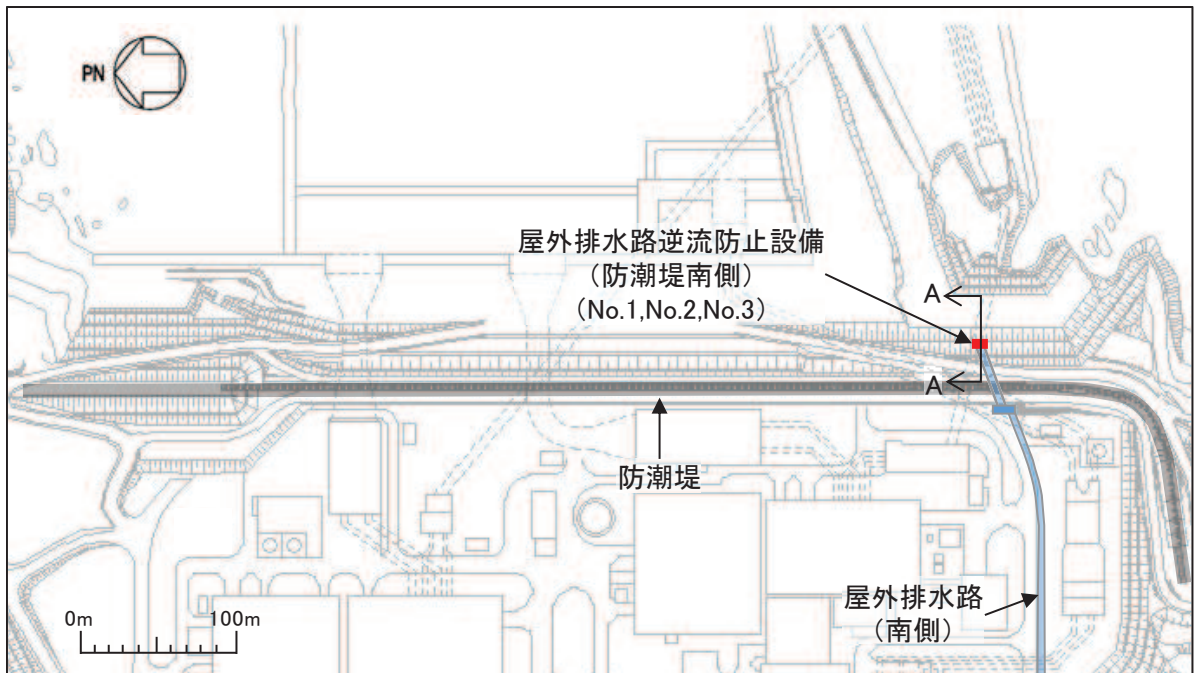 PN
屋外排水路逆流防止設備
（防潮堤南側）
（No.1,No.2,No.3）
A
A
防潮堤
屋外排水路
（南側）
0m
100m